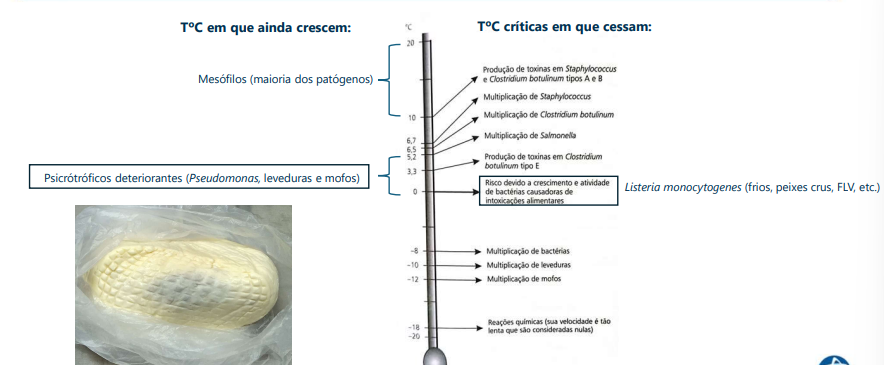 TºC em que ainda crescem:
TºC críticas em que cessam:
°C
20
Mesófilos (maioria dos patógenos)
Produção de toxinas em Staphylococcus
e Clostridium botulinum tipos A e B
Multiplicação de Staphylococcus
10
Multiplicação de Clostridium botulinum
6,7
6,5
5,2
Multiplicação de Salmonella
3,3
Produção de toxinas em Clostridium
botulinum tipo E
Psicrótróficos deteriorantes (Pseudomonas, leveduras e mofos)
0
Risco devido a crescimento e atividade
de bactérias causadoras de
intoxicações alimentares
Listeria monocytogenes (frios, peixes crus, FLV, etc.)
-8
Multiplicação de bactérias
-10
Multiplicação de leveduras
-12
Multiplicação de mofos
-18
-20
Reações químicas (sua velocidade é tão
lenta que são consideradas nulas)